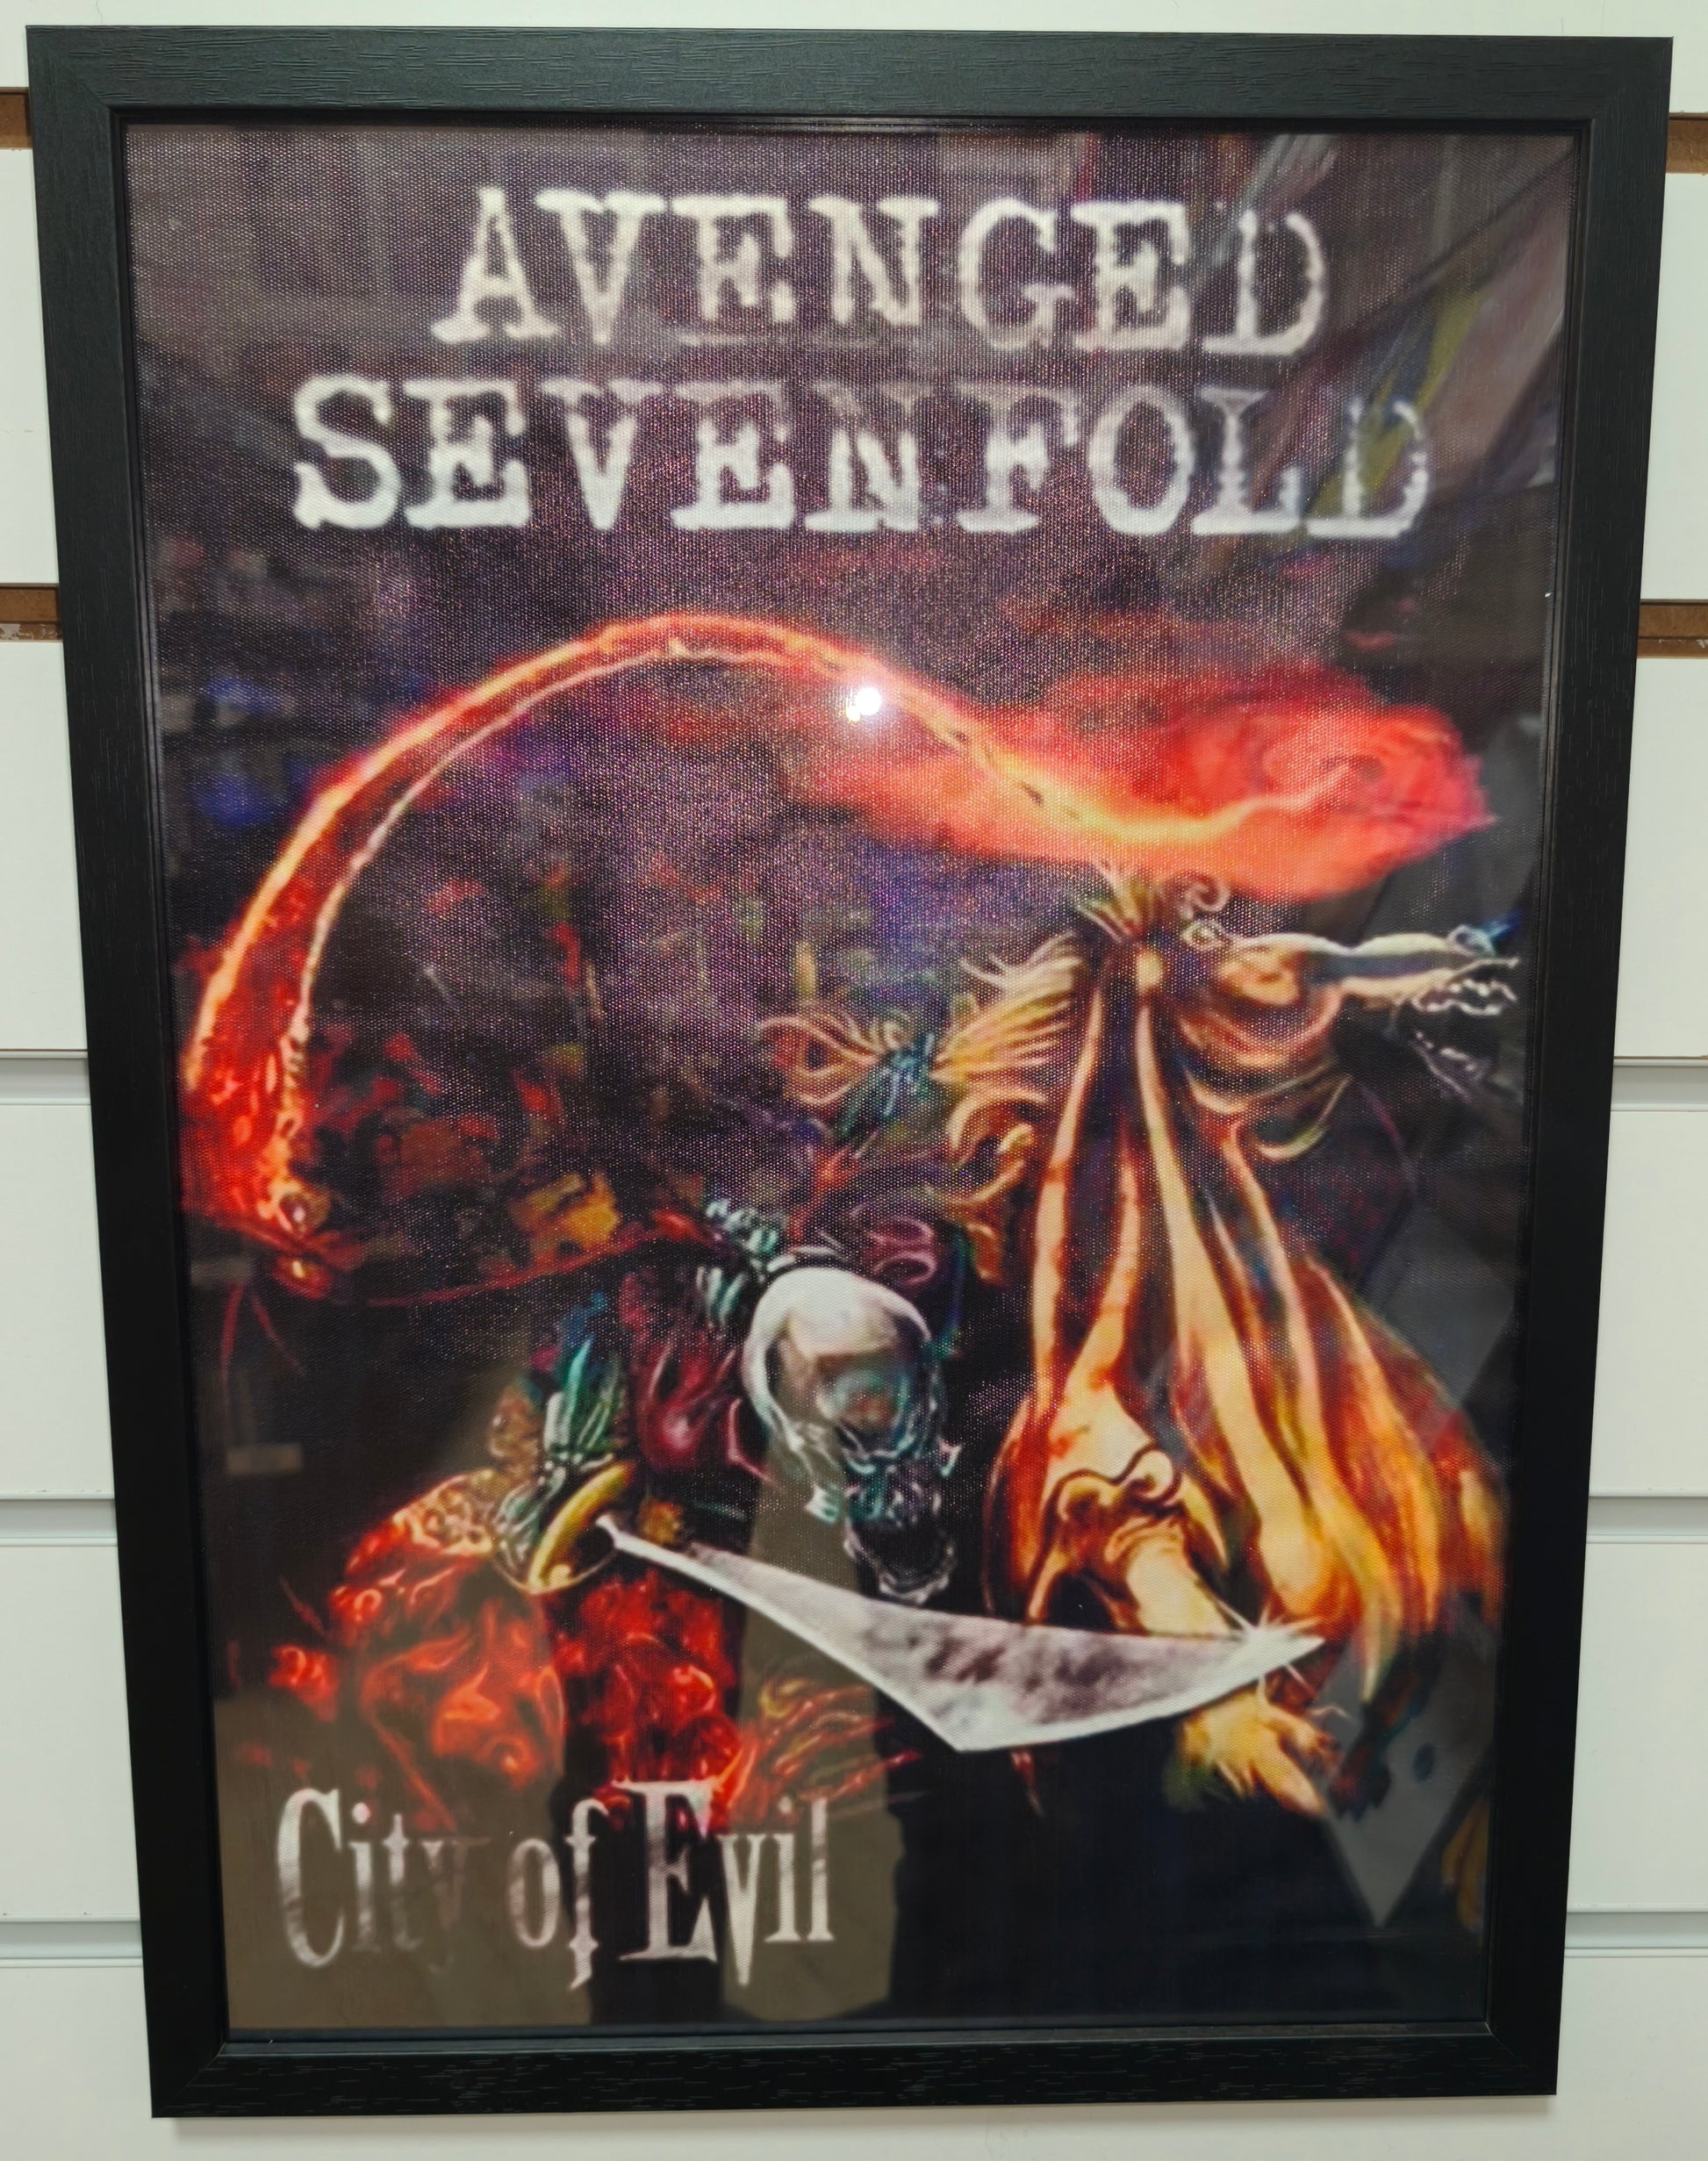 AVENGED
SEVENFOLD
City of Evil